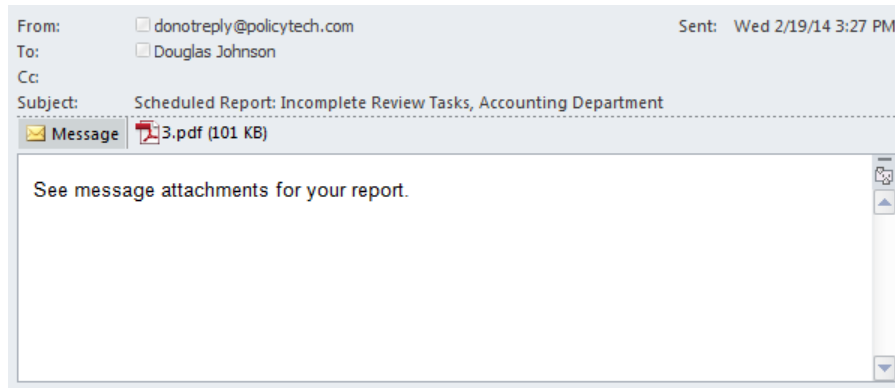 From: donotreply@policytech.com Sent: Wed 2/19/14 3:27 PM
To: Douglas Johnson
Cc:
Subject: Scheduled Report: Incomplete Review Tasks, Accounting Department
Message 3.pdf (101 KB)
See message attachments for your report.